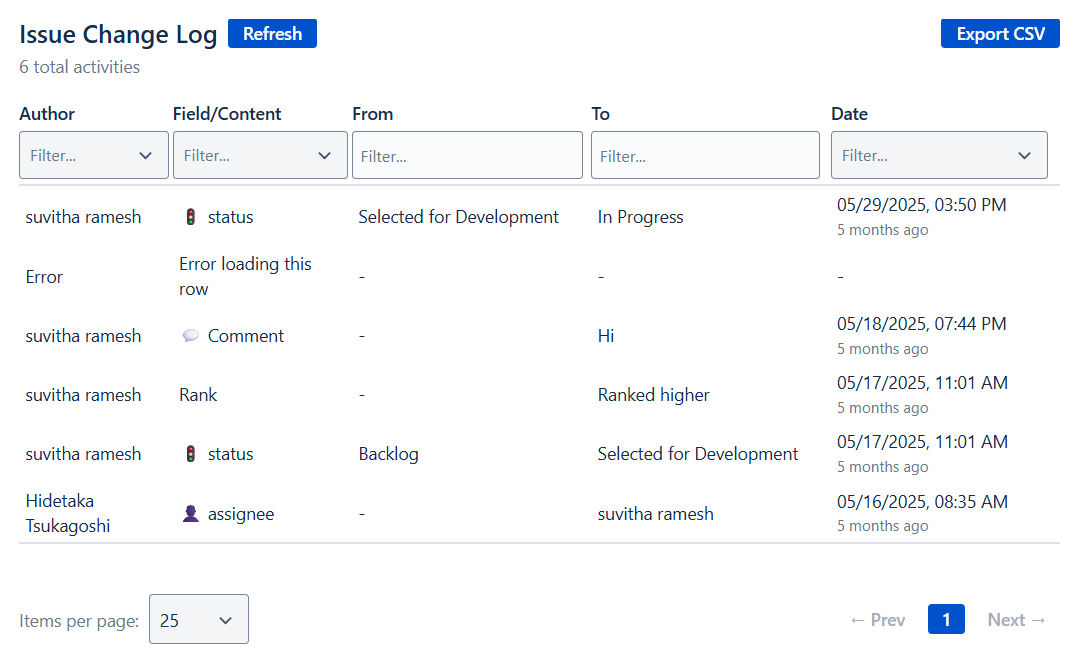 Issue Change Log Refresh Export CSV
6 total activities
Author Field/Content From To Date
Filter... Filter... Filter... Filter... Filter...
suvitha ramesh status Selected for Development In Progress 05/29/2025, 03:50 PM
5 months ago
Error Error loading this row - - -
suvitha ramesh Comment - Hi 05/18/2025, 07:44 PM
5 months ago
suvitha ramesh Rank - Ranked higher 05/17/2025, 11:01 AM
5 months ago
suvitha ramesh status Backlog Selected for Development 05/17/2025, 11:01 AM
5 months ago
Hidetaka Tsukagoshi assignee - suvitha ramesh 05/16/2025, 08:35 AM
5 months ago
Items per page: 25 ← Prev 1 Next →